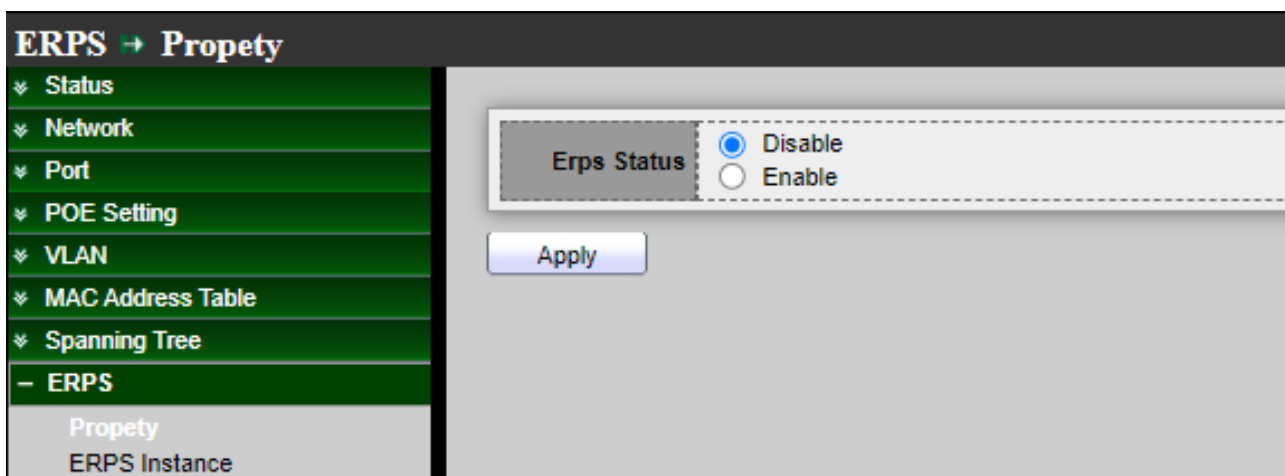 ERPS → Propety
Status
Network
Port
POE Setting
VLAN
MAC Address Table
Spanning Tree
ERPS
Propety
ERPS Instance
Erps Status
Disable
Enable
Apply